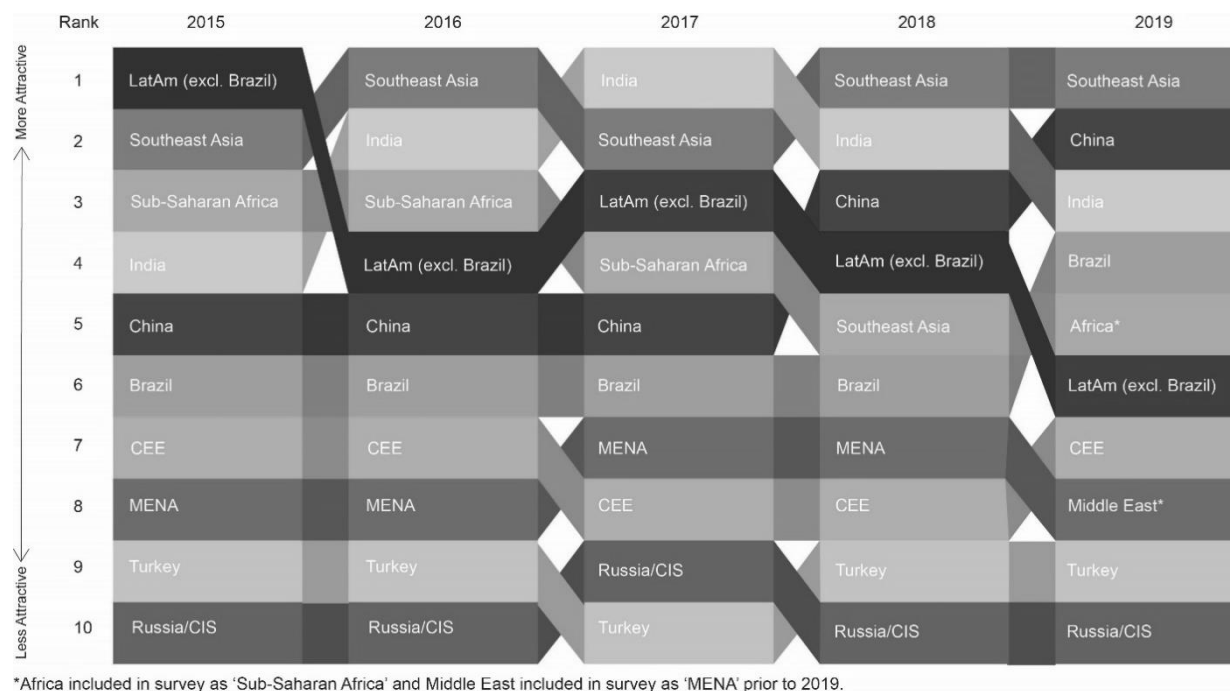 Rank 2015 2016 2017 2018 2019
More Attractive
Less Attractive
1 LatAm (excl. Brazil) Southeast Asia India Southeast Asia Southeast Asia
2 Southeast Asia India Southeast Asia India China
3 Sub-Saharan Africa Sub-Saharan Africa LatAm (excl. Brazil) China India
4 India LatAm (excl. Brazil) Sub-Saharan Africa LatAm (excl. Brazil) Brazil
5 China China China Southeast Asia Africa*
6 Brazil Brazil Brazil Brazil LatAm (excl. Brazil)
7 CEE CEE MENA MENA CEE
8 MENA MENA CEE CEE Middle East*
9 Turkey Turkey Russia/CIS Turkey Turkey
10 Russia/CIS Russia/CIS Turkey Russia/CIS Russia/CIS
*Africa included in survey as 'Sub-Saharan Africa' and Middle East included in survey as 'MENA' prior to 2019.